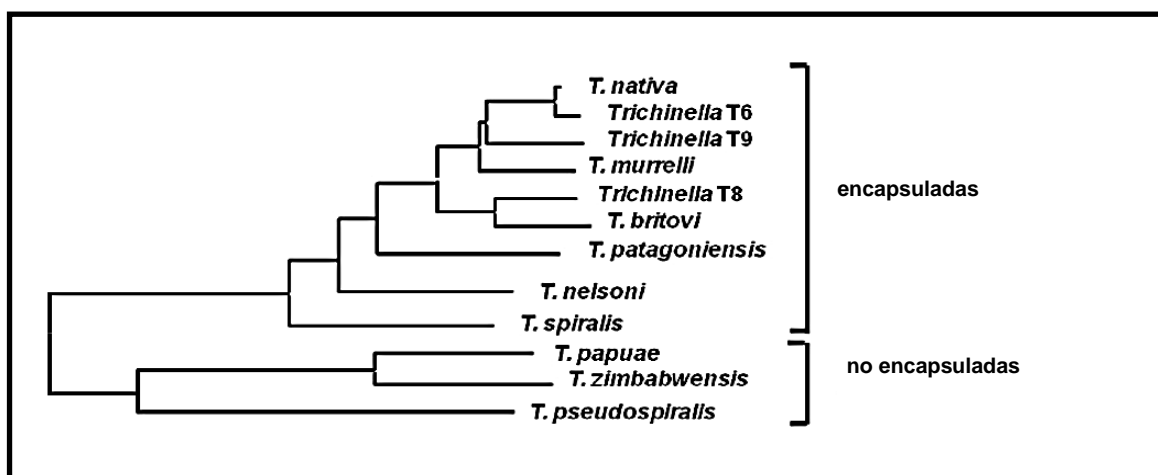 T. nativa
Trichinella T6
Trichinella T9
T. murrelli
Trichinella T8
T. britovi
T. patagoniensis
T. nelsoni
T. spiralis
encapsuladas
T. papuae
T. zimbabwensis
T. pseudospiralis
no encapsuladas